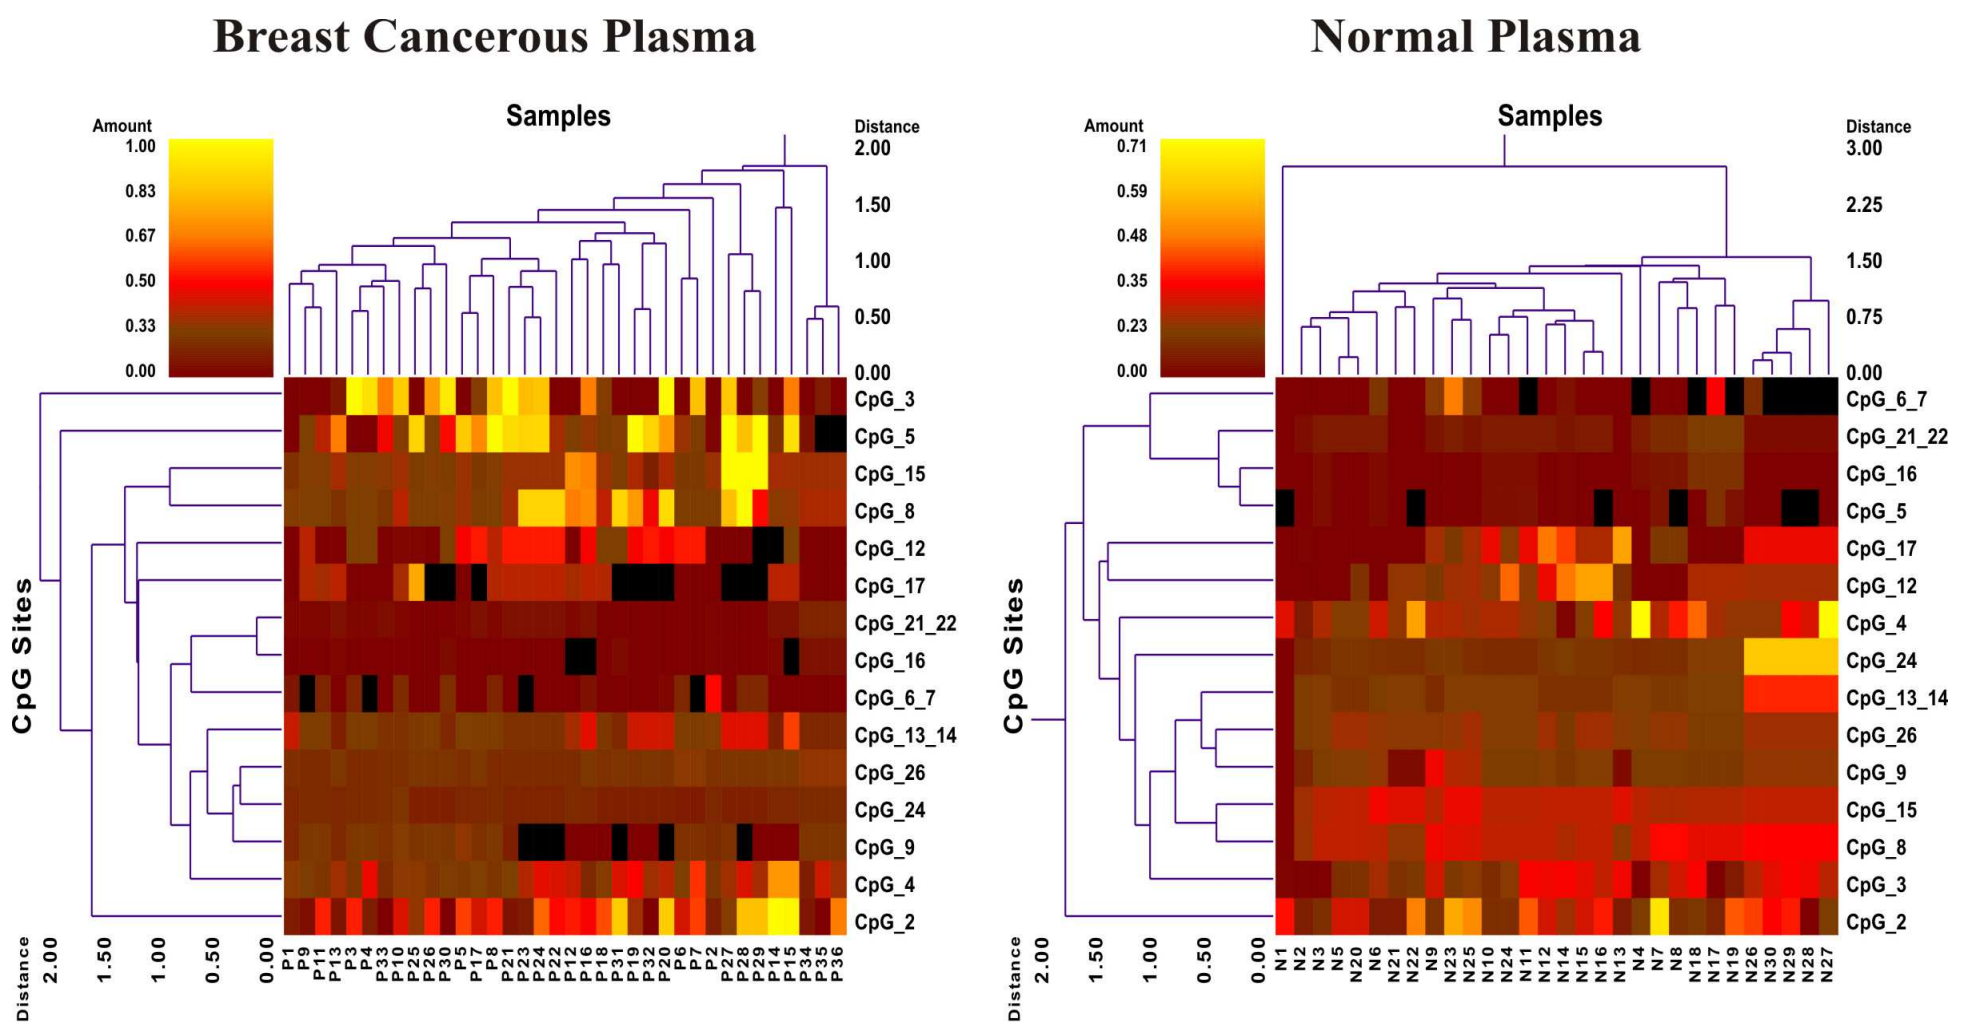 Breast Cancerous Plasma
Samples
Amount
1.00
0.83
0.67
0.50
0.33
0.00
Distance
2.00
1.50
1.00
0.50
0.00
CpG Sites
CpG_3
CpG_5
CpG_15
CpG_8
CpG_12
CpG_17
CpG_21_22
CpG_16
CpG_6_7
CpG_13_14
CpG_26
CpG_24
CpG_9
CpG_4
CpG_2
Distance
2.00
1.50
1.00
0.50
0.00
P1
P9
P11
P13
P3
P4
P33
P10
P25
P26
P30
P5
P17
P8
P21
P23
P24
P22
P12
P16
P18
P31
P19
P32
P20
P6
P7
P2
P27
P28
P29
P14
P15
P34
P35
P36
Normal Plasma
Samples
Amount
0.71
0.59
0.48
0.35
0.23
0.00
Distance
3.00
2.25
1.50
0.75
0.00
CpG Sites
CpG_6_7
CpG_21_22
CpG_16
CpG_5
CpG_17
CpG_12
CpG_4
CpG_24
CpG_13_14
CpG_26
CpG_9
CpG_15
CpG_8
CpG_3
CpG_2
Distance
2.00
1.50
1.00
0.50
0.00
N1
N2
N3
N5
N20
N6
N21
N22
N9
N23
N25
N10
N24
N11
N12
N14
N15
N16
N13
N4
N7
N8
N18
N17
N19
N26
N30
N29
N28
N27